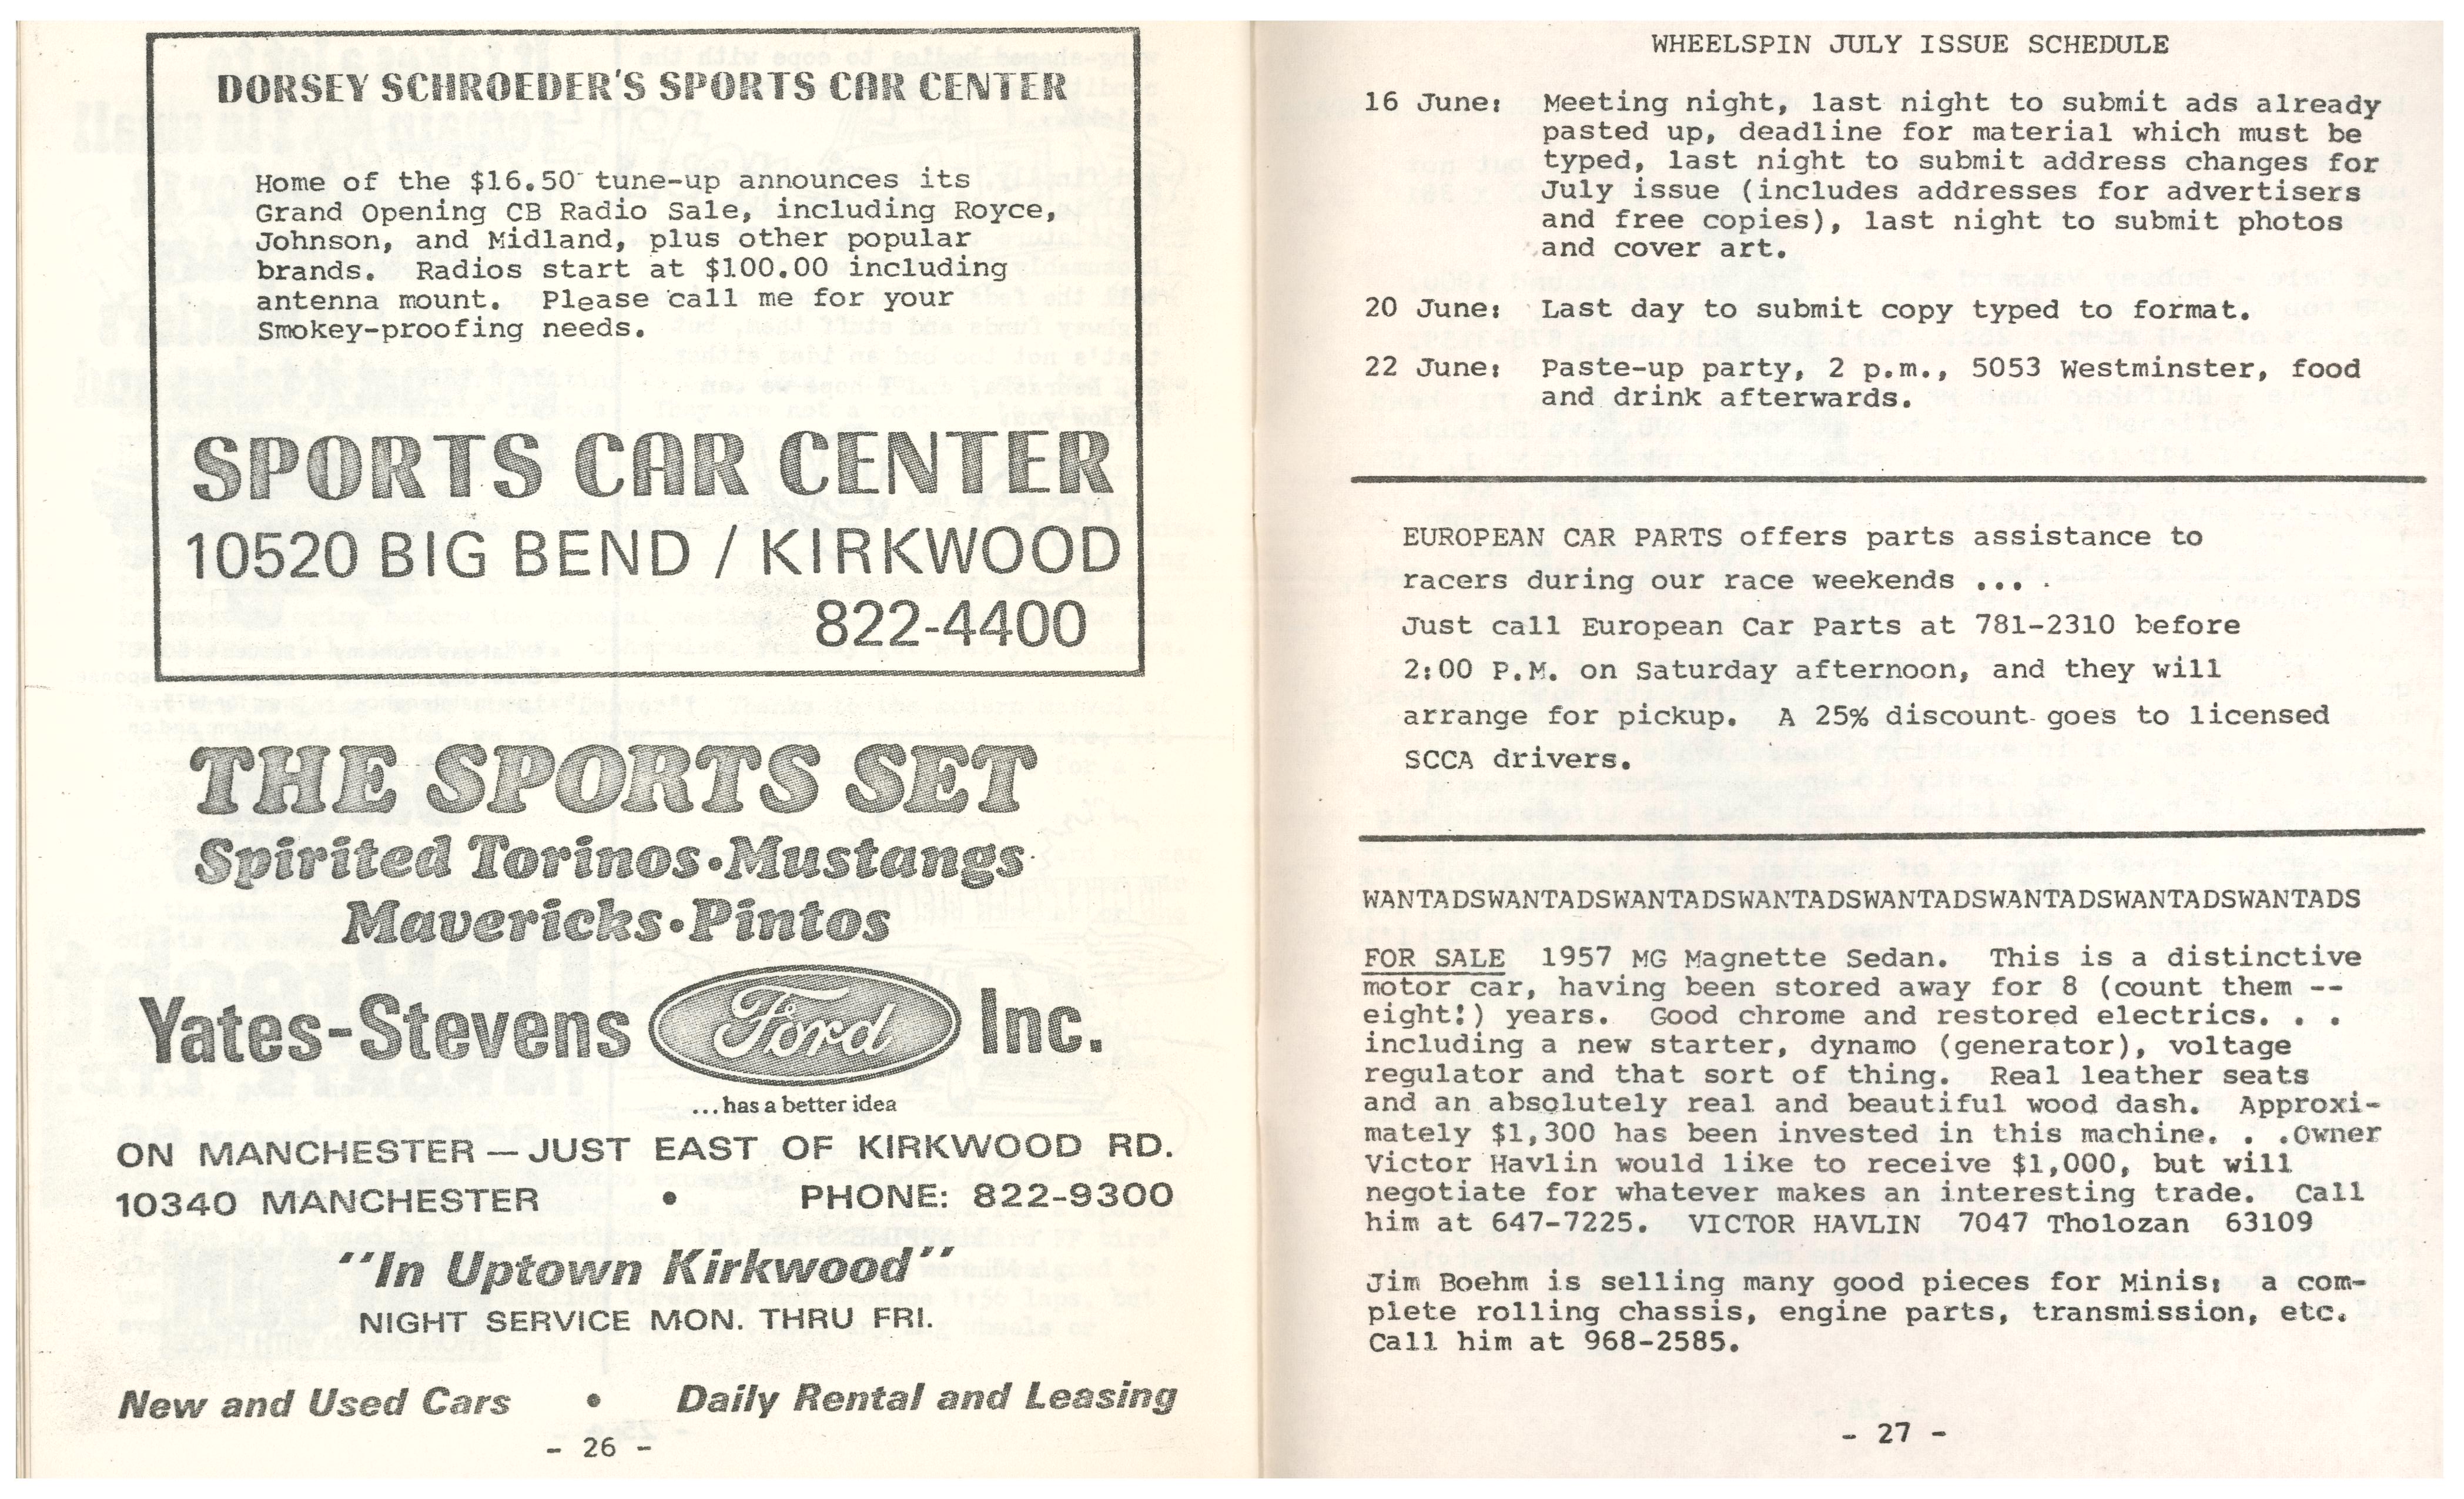 DORSEY SCHROEDER'S SPORTS CAR CENTER
Home of the $16.50 tune-up announces its
Grand Opening CB Radio Sale, including Royce,
Johnson, and Midland, plus other popular
brands. Radios start at $100.00 including
antenna mount. Please call me for your
Smokey-proofing needs.
SPORTS CAR CENTER
10520 BIG BEND / KIRKWOOD
822-4400
THE SPORTS SET
Spirited Torinos•Mustangs
Mavericks•Pintos
Yates-Stevens Ford Inc.
...has a better idea
ON MANCHESTER — JUST EAST OF KIRKWOOD RD.
10340 MANCHESTER • PHONE: 822-9300
"In Uptown Kirkwood"
NIGHT SERVICE MON. THRU FRI.
New and Used Cars • Daily Rental and Leasing
- 26 -
WHEELSPIN JULY ISSUE SCHEDULE
16 June: Meeting night, last night to submit ads already
pasted up, deadline for material which must be
typed, last night to submit address changes for
July issue (includes addresses for advertisers
and free copies), last night to submit photos
and cover art.
20 June: Last day to submit copy typed to format.
22 June: Paste-up party, 2 p.m., 5053 Westminster, food
and drink afterwards.
EUROPEAN CAR PARTS offers parts assistance to
racers during our race weekends ...
Just call European Car Parts at 781-2310 before
2:00 P.M. on Saturday afternoon, and they will
arrange for pickup. A 25% discount goes to licensed
SCCA drivers.
WANTADSWANTADSWANTADSWANTADSWANTADSWANTADSWANTADSWANTADS
FOR SALE 1957 MG Magnette Sedan. This is a distinctive
motor car, having been stored away for 8 (count them --
eight!) years. Good chrome and restored electrics. . .
including a new starter, dynamo (generator), voltage
regulator and that sort of thing. Real leather seats
and an absolutely real and beautiful wood dash. Approxi-
mately $1,300 has been invested in this machine. . .Owner
Victor Havlin would like to receive $1,000, but will
negotiate for whatever makes an interesting trade. Call
him at 647-7225. VICTOR HAVLIN 7047 Tholozan 63109
Jim Boehm is selling many good pieces for Minis: a com-
plete rolling chassis, engine parts, transmission, etc.
Call him at 968-2585.
- 27 -